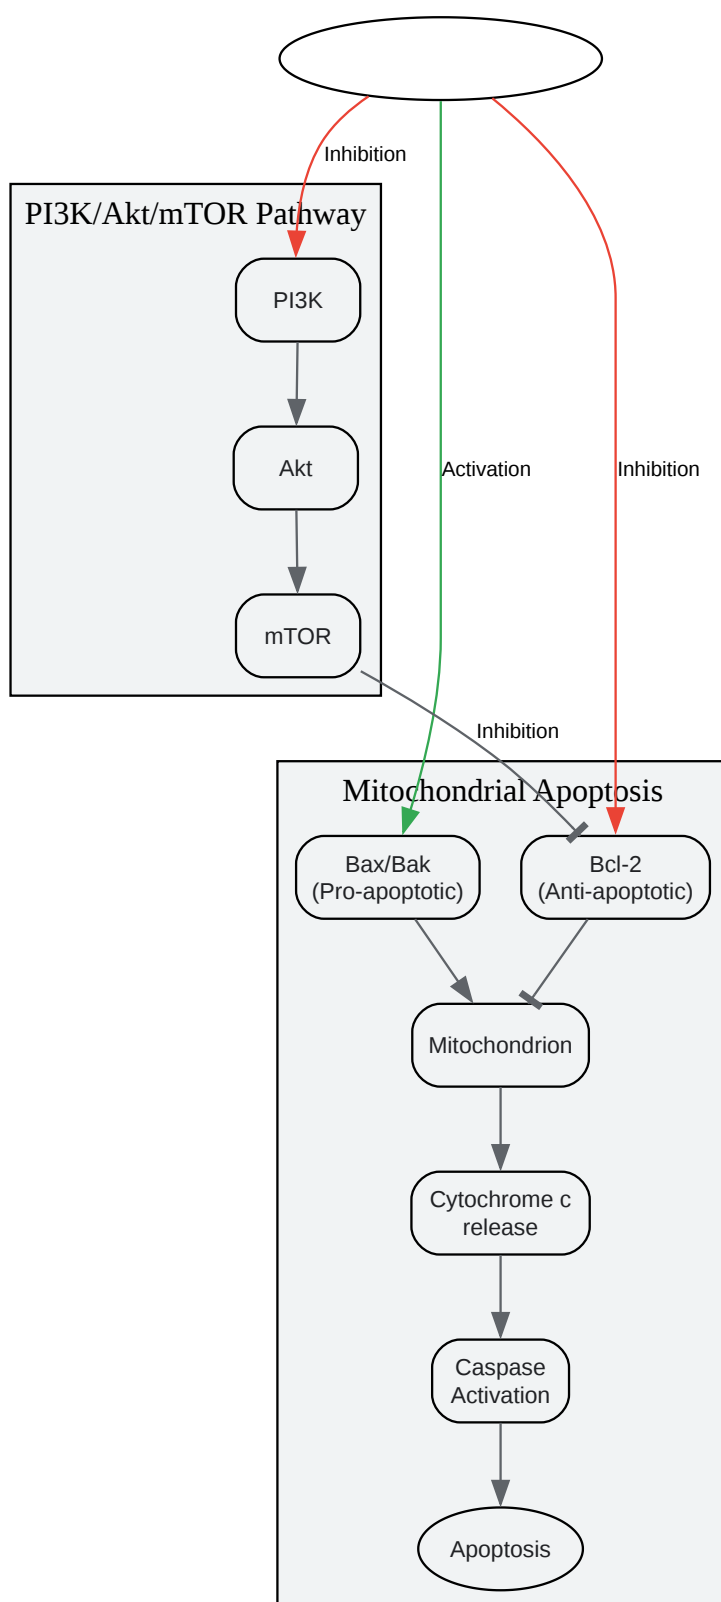 Inhibition
PI3K/Akt/mTOR Pathway
PI3K
Akt
Activation
Inhibition
mTOR
Inhibition
Mitochondrial Apoptosis
Bax/Bak
(Pro-apoptotic)
Bcl-2
(Anti-apoptotic)
Mitochondrion
Cytochrome c
release
Caspase
Activation
Apoptosis